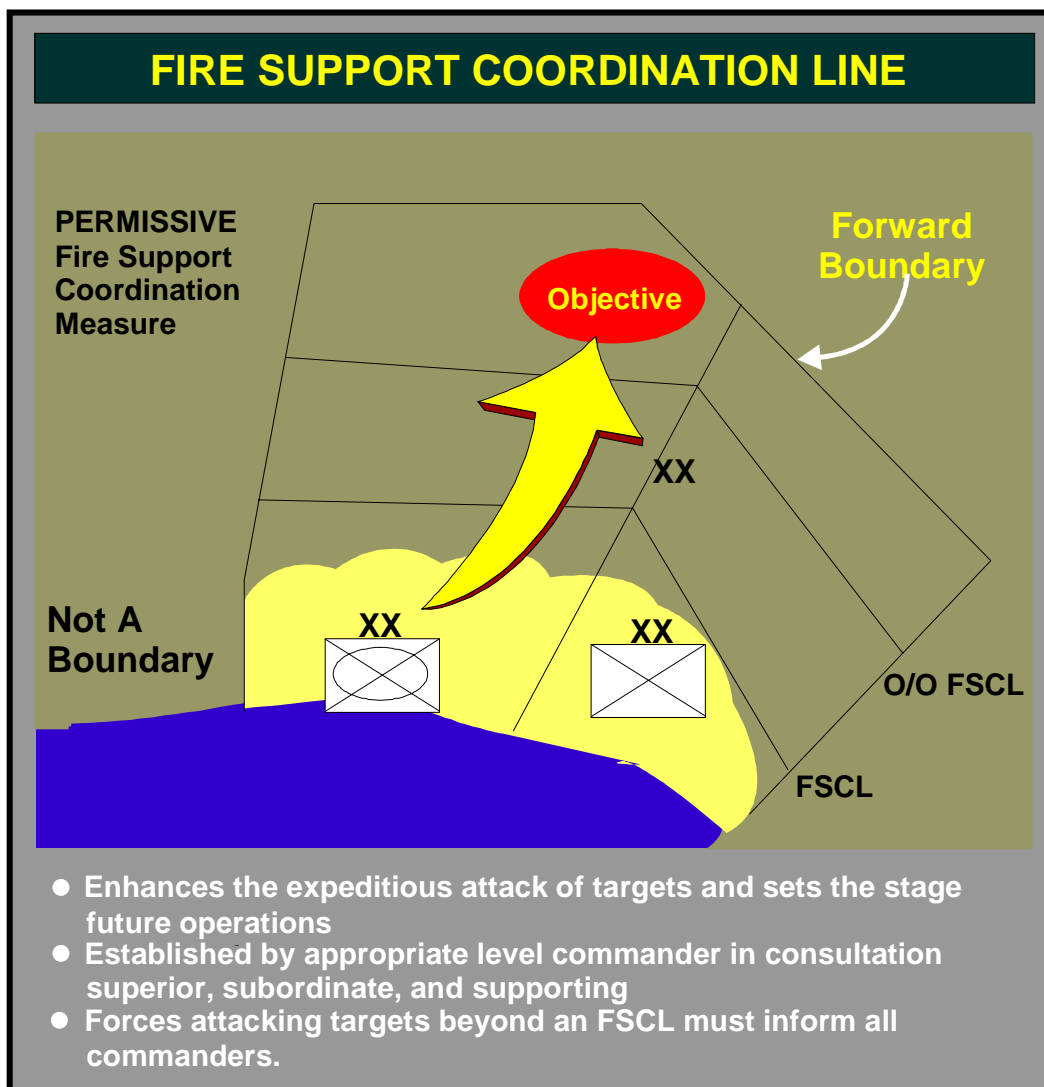 FIRE SUPPORT COORDINATION LINE
PERMISSIVE
Fire Support
Coordination
Measure
Forward
Boundary
Objective
XX
Not A
Boundary
XX
XX
O/O FSCL
FSCL
● Enhances the expeditious attack of targets and sets the stage
future operations
● Established by appropriate level commander in consultation
superior, subordinate, and supporting
● Forces attacking targets beyond an FSCL must inform all
commanders.